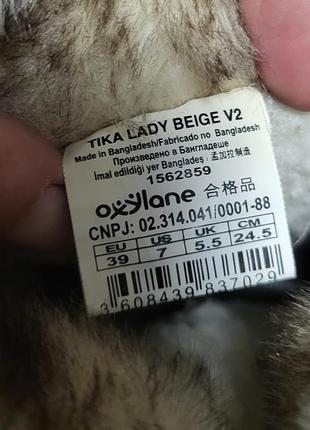 TIKA LADY BEIGE V2
Made in Bangladesh/Fabricado no Bangladesh
Произведено в Бангладеше
İmal edildiği yer Bangladeş / 孟加拉制造
1562859
oxylane 合格品
CNPJ: 02.314.041/0001-88
EU US UK CM
39 7 5.5 24.5
3 608439 837029